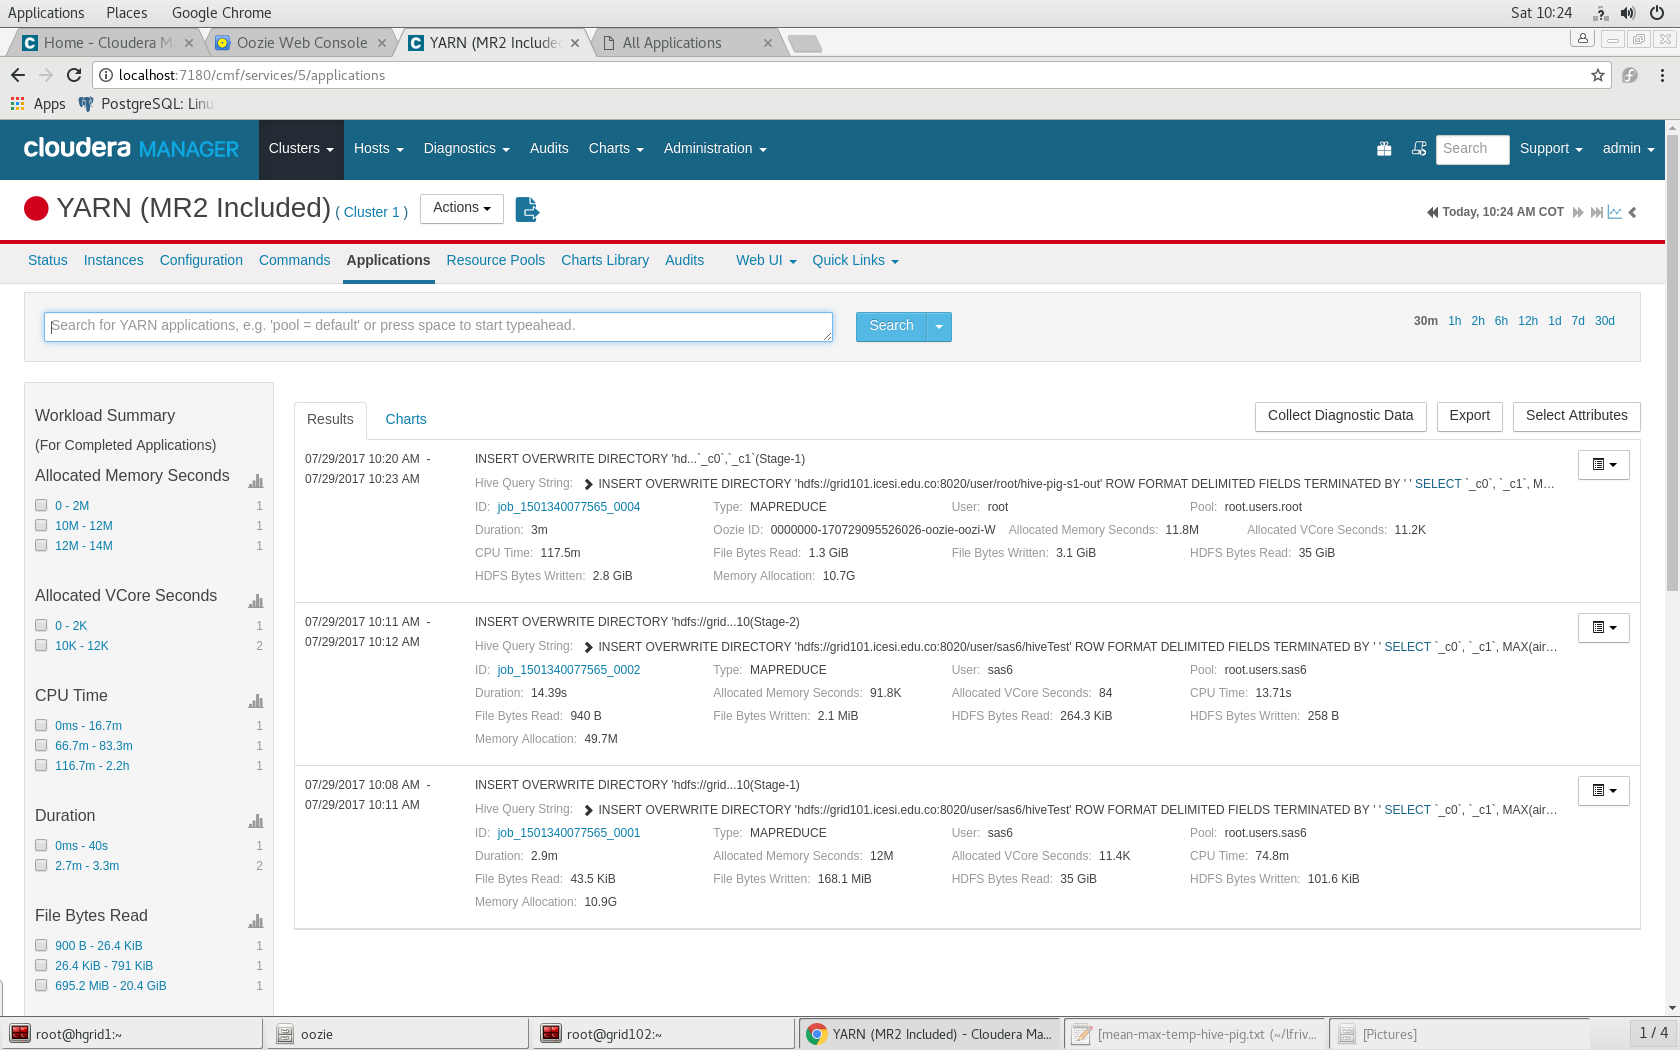 Applications Places Google Chrome Sat 10:24
Home - Cloudera M Oozie Web Console YARN (MR2 Include All Applications
localhost:7180/cmf/services/5/applications
Apps PostgreSQL: Linu
cloudera MANAGER Clusters Hosts Diagnostics Audits Charts Administration Search Support admin
YARN (MR2 Included) ( Cluster 1 ) Actions Today, 10:24 AM COT
Status Instances Configuration Commands Applications Resource Pools Charts Library Audits Web UI Quick Links
Search for YARN applications, e.g. 'pool = default' or press space to start typeahead. Search 30m 1h 2h 6h 12h 1d 7d 30d
Workload Summary
(For Completed Applications)
Allocated Memory Seconds
0 - 2M 1
10M - 12M 1
12M - 14M 1
Allocated VCore Seconds
0 - 2K 1
10K - 12K 2
CPU Time
0ms - 16.7m 1
66.7m - 83.3m 1
116.7m - 2.2h 1
Duration
0ms - 40s 1
2.7m - 3.3m 2
File Bytes Read
900 B - 26.4 KiB 1
26.4 KiB - 791 KiB 1
695.2 MiB - 20.4 GiB 1
Results Charts Collect Diagnostic Data Export Select Attributes
07/29/2017 10:20 AM -
07/29/2017 10:23 AM
INSERT OVERWRITE DIRECTORY 'hd...`_c0`,`_c1`(Stage-1)
Hive Query String: INSERT OVERWRITE DIRECTORY 'hdfs://grid101.icesi.edu.co:8020/user/root/hive-pig-s1-out' ROW FORMAT DELIMITED FIELDS TERMINATED BY ' ' SELECT `_c0`, `_c1`, M…
ID: job_1501340077565_0004 Type: MAPREDUCE User: root Pool: root.users.root
Duration: 3m Oozie ID: 0000000-170729095526026-oozie-oozi-W Allocated Memory Seconds: 11.8M Allocated VCore Seconds: 11.2K
CPU Time: 117.5m File Bytes Read: 1.3 GiB File Bytes Written: 3.1 GiB HDFS Bytes Read: 35 GiB
HDFS Bytes Written: 2.8 GiB Memory Allocation: 10.7G
07/29/2017 10:11 AM -
07/29/2017 10:12 AM
INSERT OVERWRITE DIRECTORY 'hdfs://grid...10(Stage-2)
Hive Query String: INSERT OVERWRITE DIRECTORY 'hdfs://grid101.icesi.edu.co:8020/user/sas6/hiveTest' ROW FORMAT DELIMITED FIELDS TERMINATED BY ' ' SELECT `_c0`, `_c1`, MAX(air…
ID: job_1501340077565_0002 Type: MAPREDUCE User: sas6 Pool: root.users.sas6
Duration: 14.39s Allocated Memory Seconds: 91.8K Allocated VCore Seconds: 84 CPU Time: 13.71s
File Bytes Read: 940 B File Bytes Written: 2.1 MiB HDFS Bytes Read: 264.3 KiB HDFS Bytes Written: 258 B
Memory Allocation: 49.7M
07/29/2017 10:08 AM -
07/29/2017 10:11 AM
INSERT OVERWRITE DIRECTORY 'hdfs://grid...10(Stage-1)
Hive Query String: INSERT OVERWRITE DIRECTORY 'hdfs://grid101.icesi.edu.co:8020/user/sas6/hiveTest' ROW FORMAT DELIMITED FIELDS TERMINATED BY ' ' SELECT `_c0`, `_c1`, MAX(air…
ID: job_1501340077565_0001 Type: MAPREDUCE User: sas6 Pool: root.users.sas6
Duration: 2.9m Allocated Memory Seconds: 12M Allocated VCore Seconds: 11.4K CPU Time: 74.8m
File Bytes Read: 43.5 KiB File Bytes Written: 168.1 MiB HDFS Bytes Read: 35 GiB HDFS Bytes Written: 101.6 KiB
Memory Allocation: 10.9G
root@hgrid1:~ oozie root@grid102:~ YARN (MR2 Included) - Cloudera Ma... [mean-max-temp-hive-pig.txt (~/lfriv... [Pictures] 1 / 4